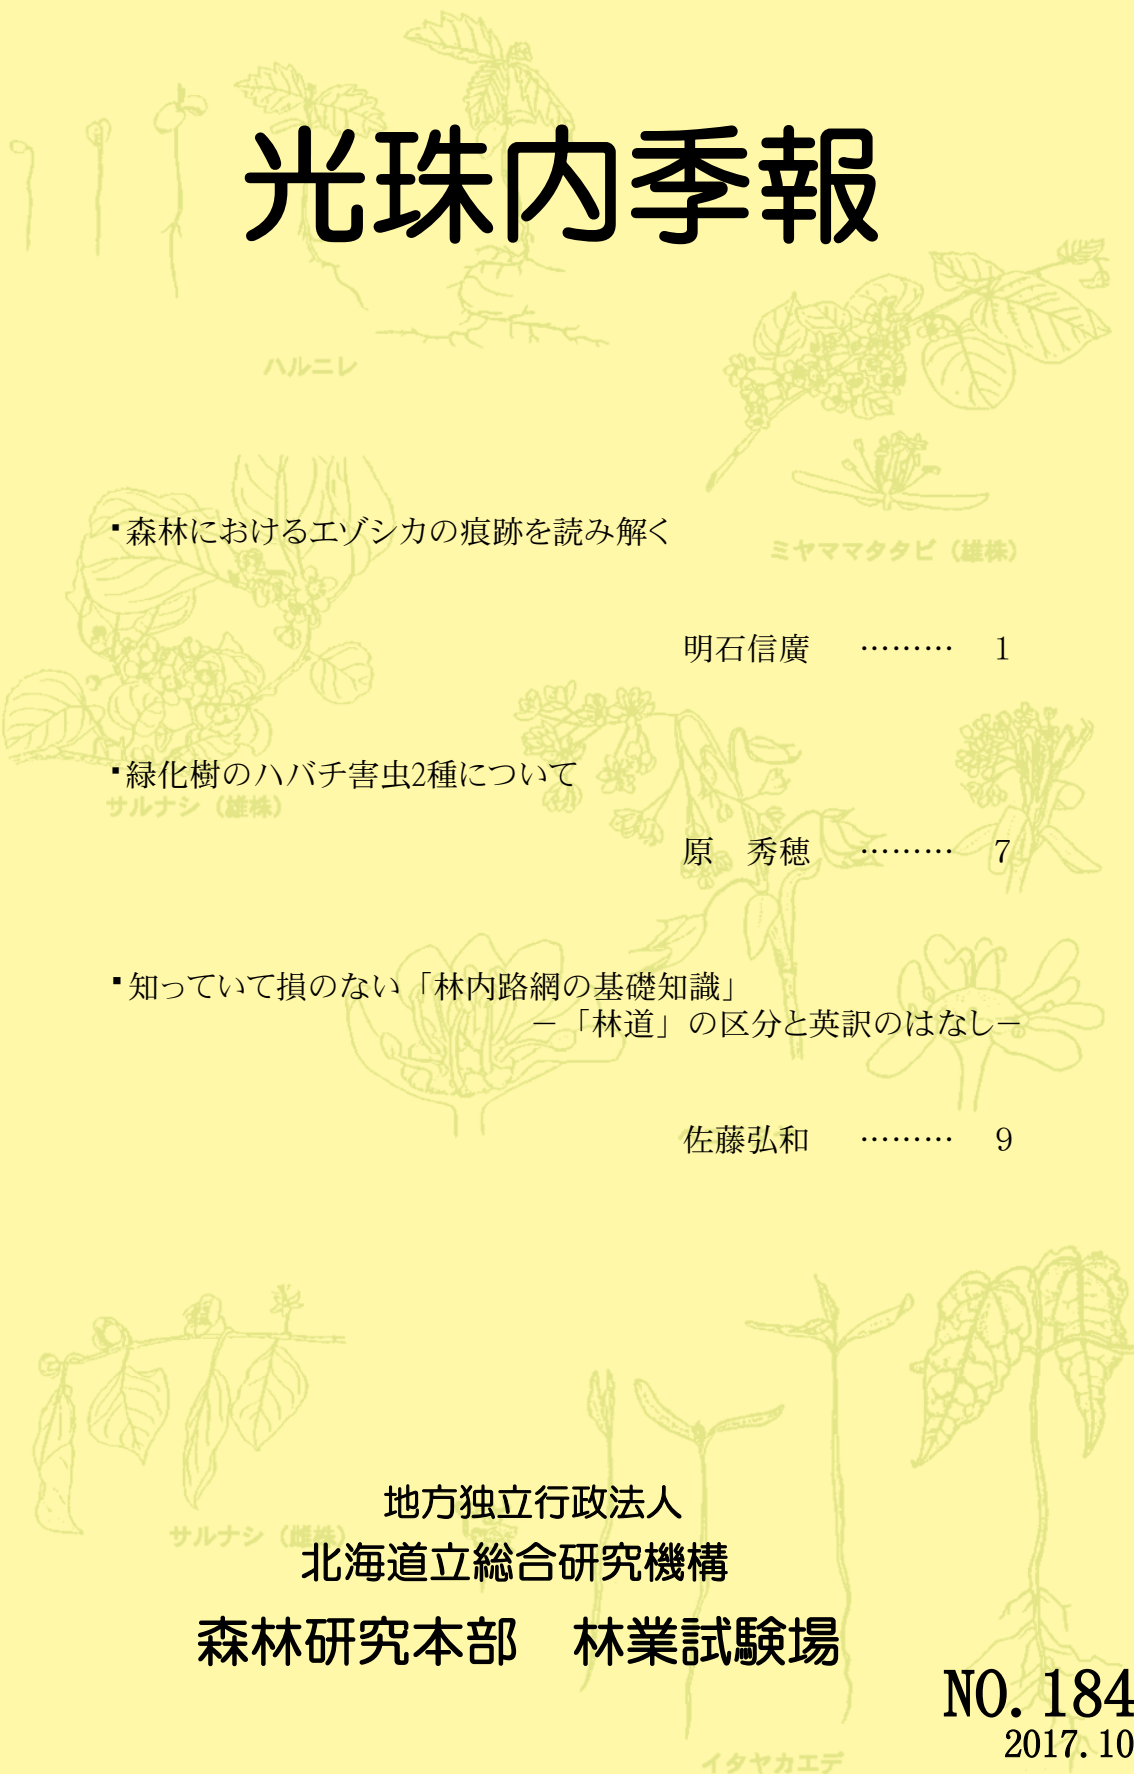 光珠内季報
ハルニレ
・森林におけるエゾシカの痕跡を読み解く
ミヤママタタビ（雄株）
明石信廣 ……… 1
・緑化樹のハバチ害虫2種について
サルナシ（雄株）
原　秀穂 ……… 7
・知っていて損のない「林内路網の基礎知識」
－「林道」の区分と英訳のはなし－
佐藤弘和 ……… 9
地方独立行政法人
サルナシ（雌株）
北海道立総合研究機構
森林研究本部　林業試験場
NO.184
2017.10
イタヤカエデ